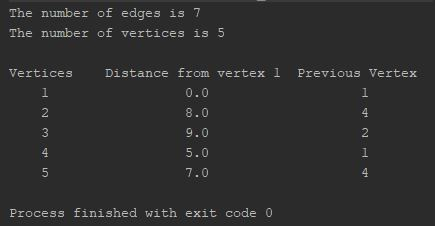 The number of edges is 7
The number of vertices is 5
Vertices Distance from vertex 1 Previous Vertex
1 0.0 1
2 8.0 4
3 9.0 2
4 5.0 1
5 7.0 4
Process finished with exit code 0